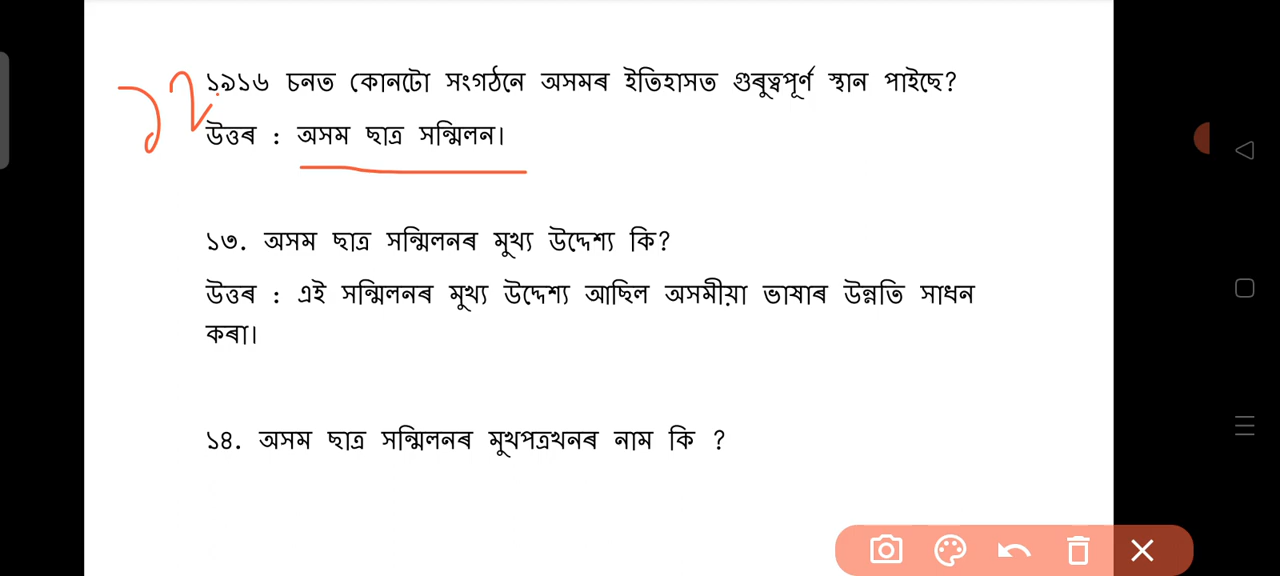 ১২
১৯১৬ চনত কোনটো সংগঠনে অসমৰ ইতিহাসত গুৰুত্বপূৰ্ণ স্থান পাইছে?
উত্তৰ : অসম ছাত্ৰ সন্মিলন।
১৩. অসম ছাত্ৰ সন্মিলনৰ মুখ্য উদ্দেশ্য কি?
উত্তৰ : এই সন্মিলনৰ মুখ্য উদ্দেশ্য আছিল অসমীয়া ভাষাৰ উন্নতি সাধন
কৰা।
১৪. অসম ছাত্ৰ সন্মিলনৰ মুখপত্ৰখনৰ নাম কি ?